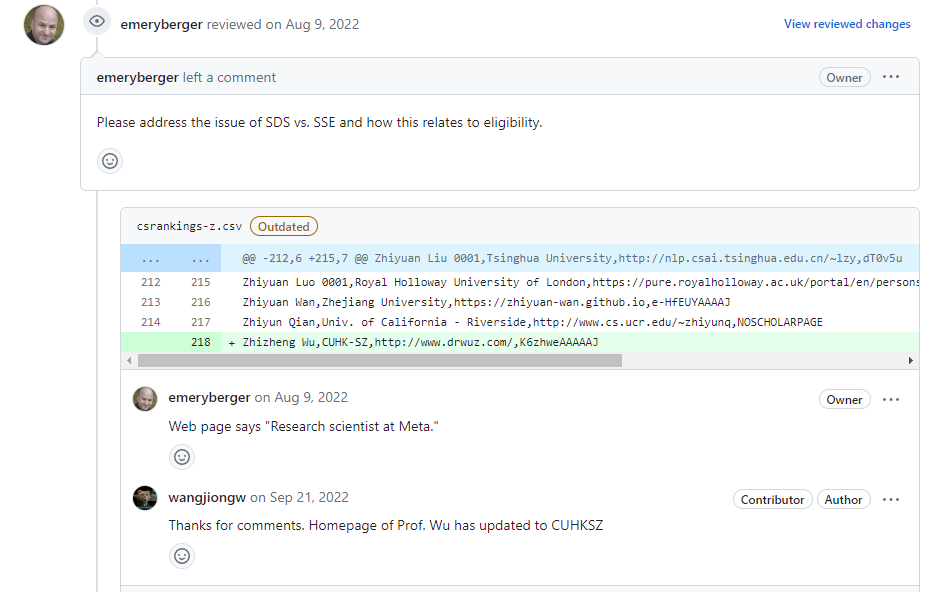 emeryberger reviewed on Aug 9, 2022
View reviewed changes
emeryberger left a comment
Owner
...
Please address the issue of SDS vs. SSE and how this relates to eligibility.
csrankings-z.csv
Outdated
... ... @@ -212,6 +215,7 @@ Zhiyuan Liu 0001,Tsinghua University,http://nlp.csai.tsinghua.edu.cn/~lzy,dT0v5u
212 215 Zhiyuan Luo 0001,Royal Holloway University of London,https://pure.royalholloway.ac.uk/portal/en/persons
213 216 Zhiyuan Wan,Zhejiang University,https://zhiyuan-wan.github.io,e-HfEUYAAAAJ
214 217 Zhiyun Qian,Univ. of California - Riverside,http://www.cs.ucr.edu/~zhiyunq,NOSCHOLARPAGE
218 + Zhizheng Wu,CUHK-SZ,http://www.drwuz.com/,K6zhweAAAAAJ
emeryberger on Aug 9, 2022
Owner
...
Web page says "Research scientist at Meta."
wangjiongw on Sep 21, 2022
Contributor
Author
...
Thanks for comments. Homepage of Prof. Wu has updated to CUHKSZ